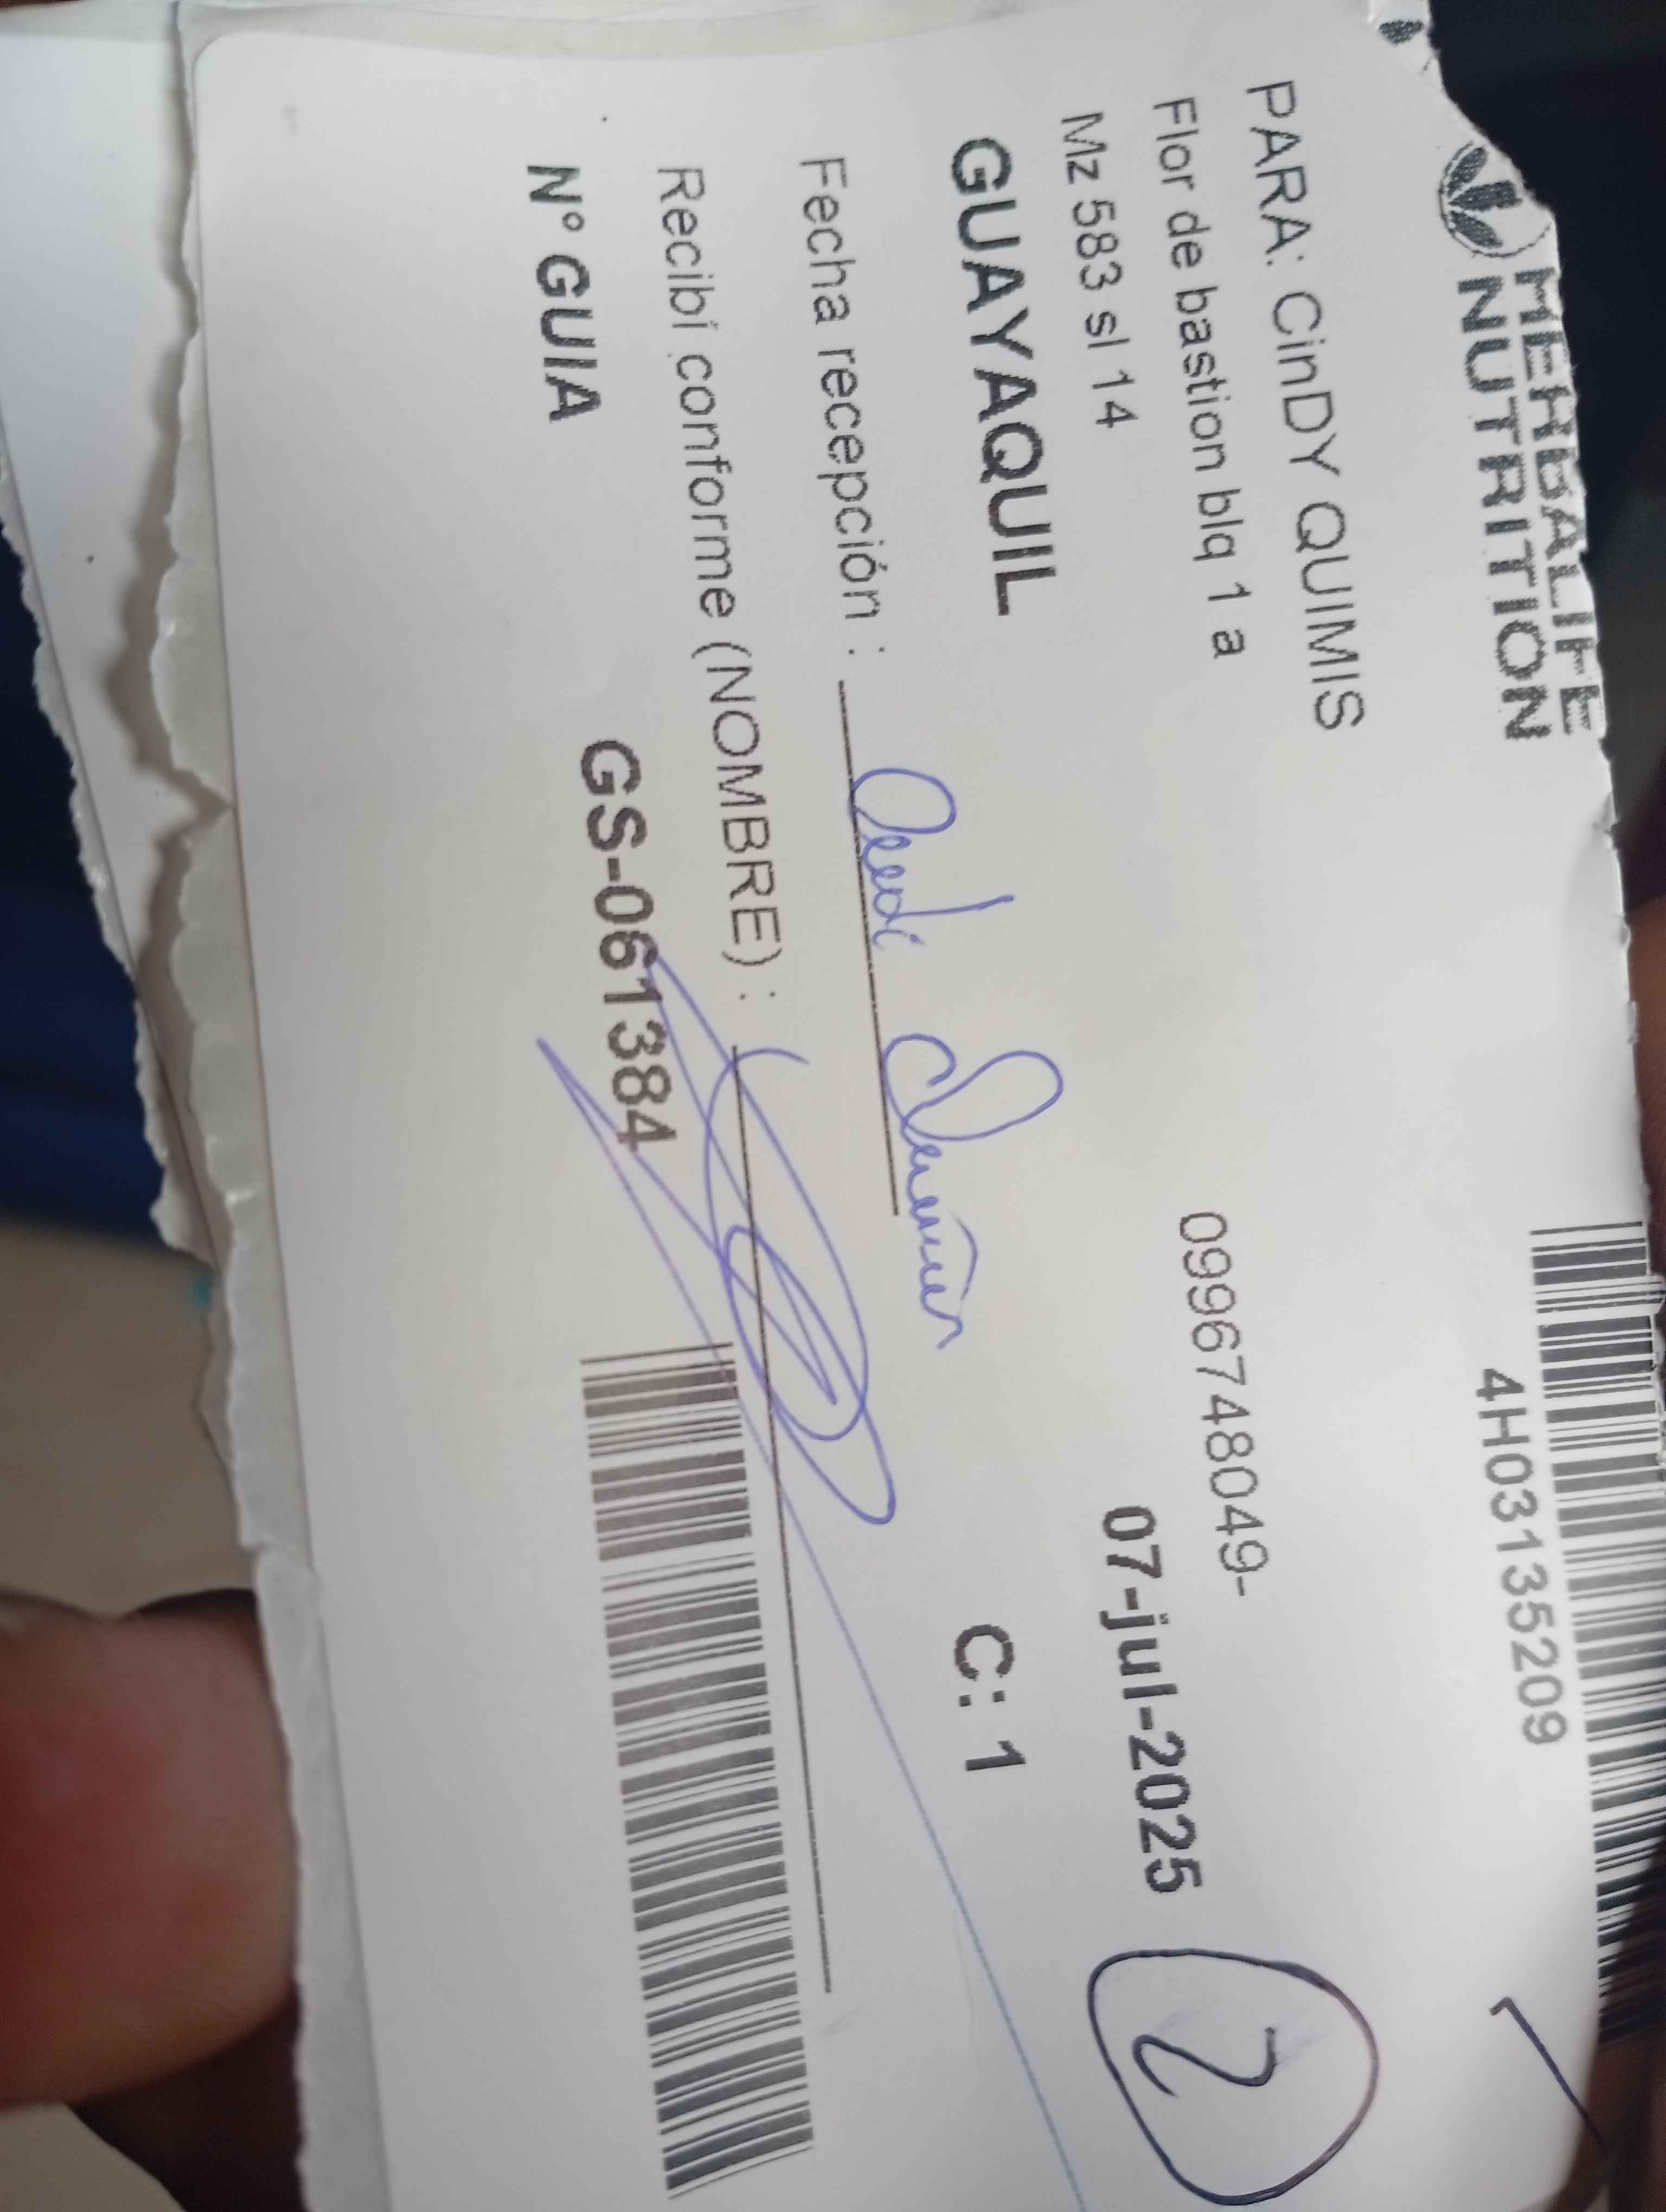 HERBALIFE
NUTRITION
4H03135209
PARA: CinDY QUIMIS
Flor de bastion blq 1 a
0996748049-
Mz 583 sl 14
07-jul-2025
2
GUAYAQUIL
C: 1
Fecha recepción :
Recibí conforme (NOMBRE) :
N° GUIA
GS-061384